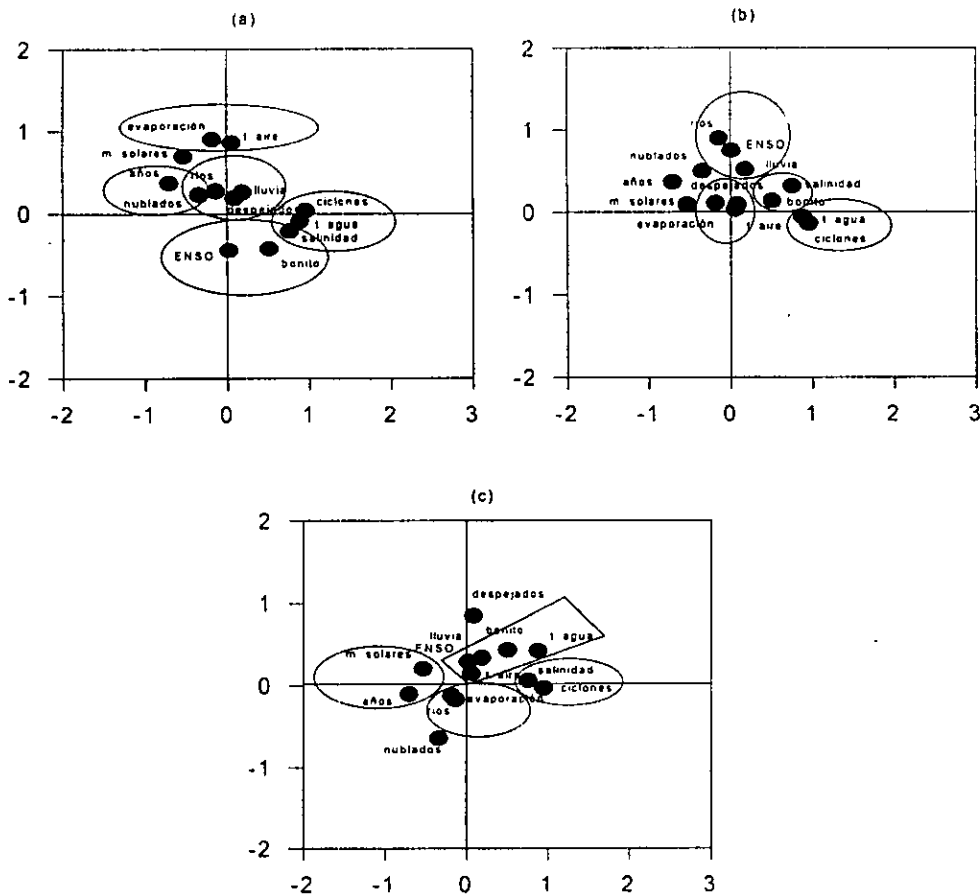 (a)
2
1
0
-1
-2
-2
-1
0
1
2
3
evaporación
t aire
m solares
años
ríos
lluvia
nublados
despejados
ciclones
t agua
salinidad
ENSO
bonito
(b)
2
1
0
-1
-2
-2
-1
0
1
2
3
ríos
ENSO
nublados
lluvia
años
despejados
salinidad
m solares
bonito
evaporación
t aire
t agua
ciclones
(c)
2
1
0
-1
-2
-2
-1
0
1
2
3
despejados
lluvia
bonito
ENSO
t agua
m solares
t aire
salinidad
años
ríos
evaporación
ciclones
nublados